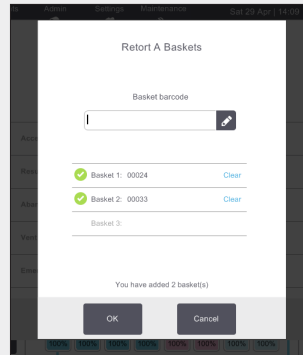 Admin Settings Maintenance Sat 29 Apr | 14:09
Retort A Baskets
Basket barcode
Basket 1: 00024 Clear
Basket 2: 00033 Clear
Basket 3:
You have added 2 basket(s)
OK Cancel
100% 100% 100% 100% 100% 100% 100% 100%